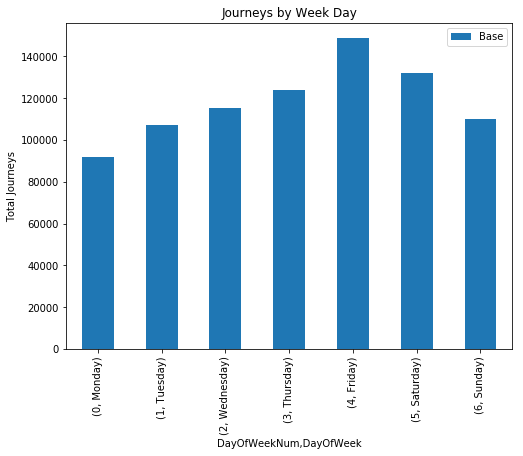 Journeys by Week Day
Base
Total Journeys
140000
120000
100000
80000
60000
40000
20000
0
(0, Monday)
(1, Tuesday)
(2, Wednesday)
(3, Thursday)
(4, Friday)
(5, Saturday)
(6, Sunday)
DayOfWeekNum,DayOfWeek